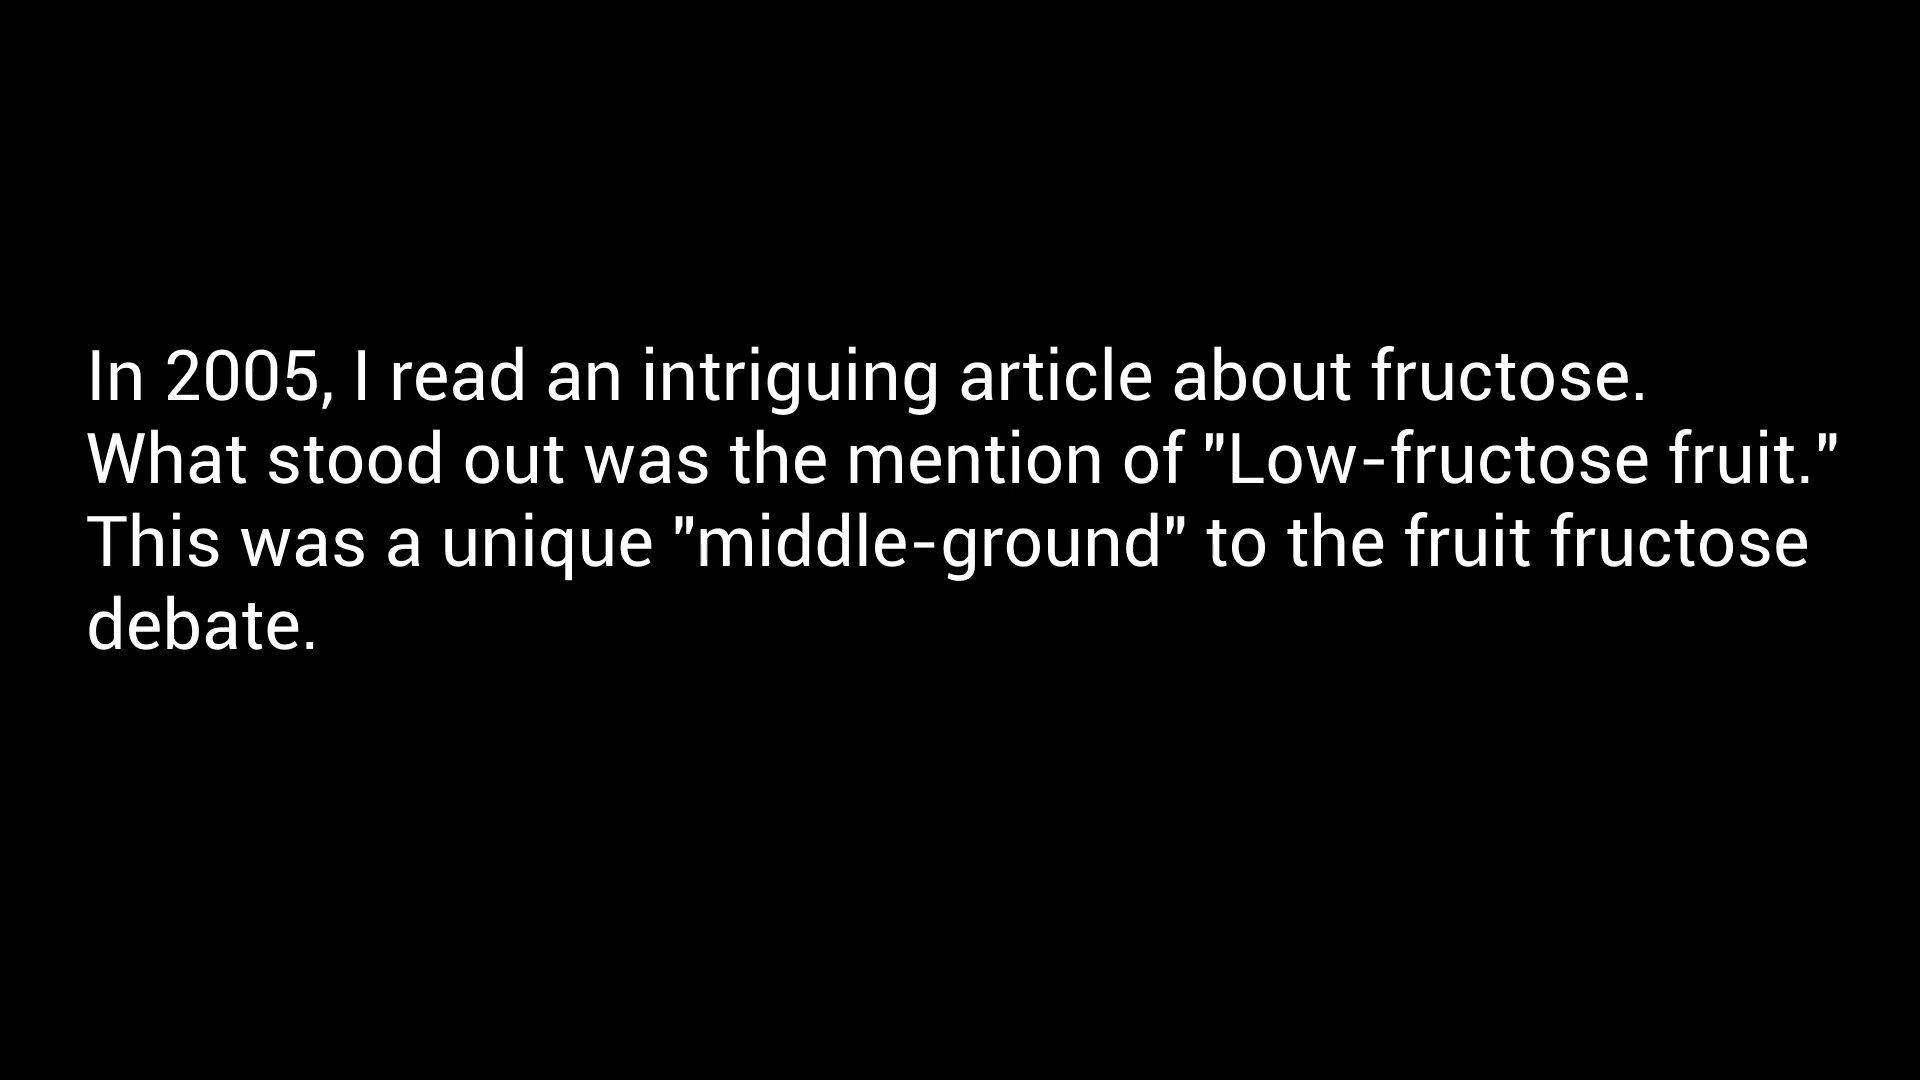 In 2005, I read an intriguing article about fructose.
What stood out was the mention of "Low-fructose fruit."
This was a unique "middle-ground" to the fruit fructose
debate.